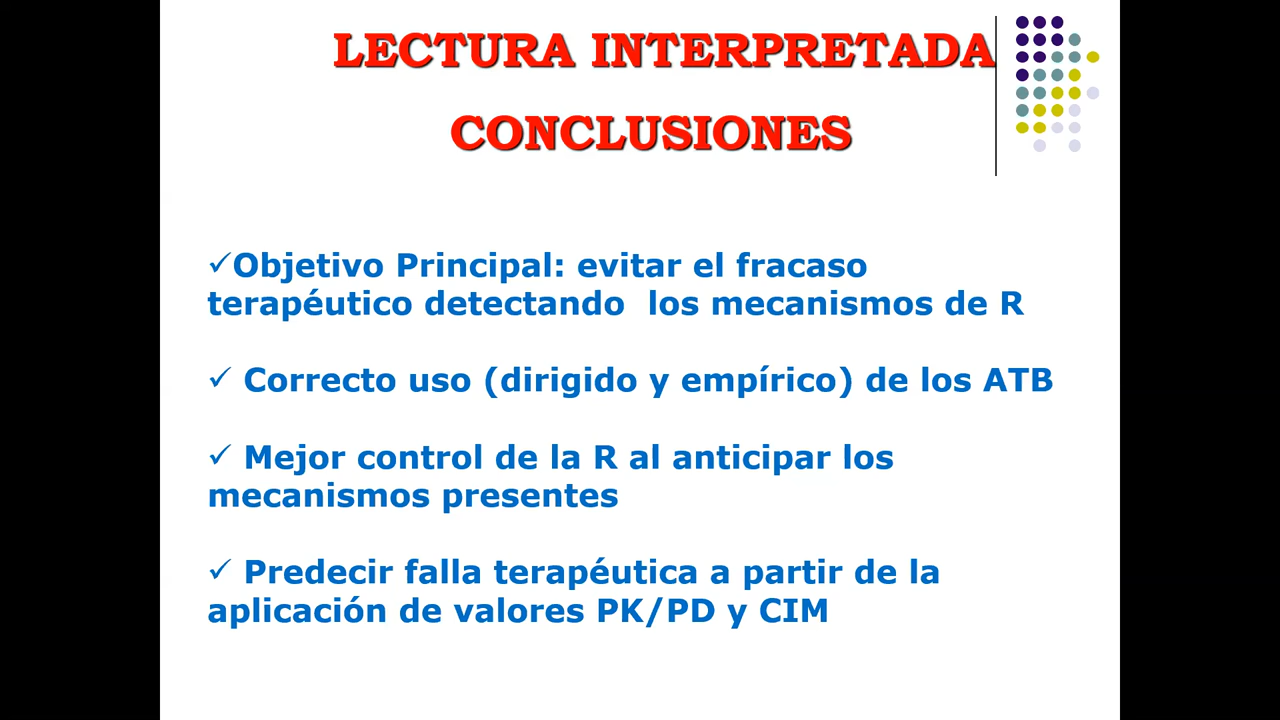 LECTURA INTERPRETADA
CONCLUSIONES
✓Objetivo Principal: evitar el fracaso
terapéutico detectando los mecanismos de R
✓ Correcto uso (dirigido y empírico) de los ATB
✓ Mejor control de la R al anticipar los
mecanismos presentes
✓ Predecir falla terapéutica a partir de la
aplicación de valores PK/PD y CIM